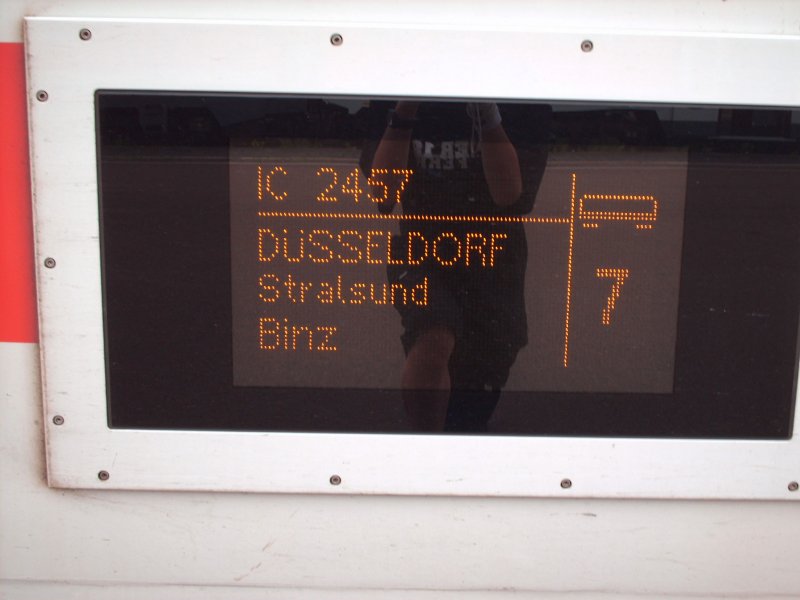 IC 2457
DÜSSELDORF
Stralsund
Binz
7